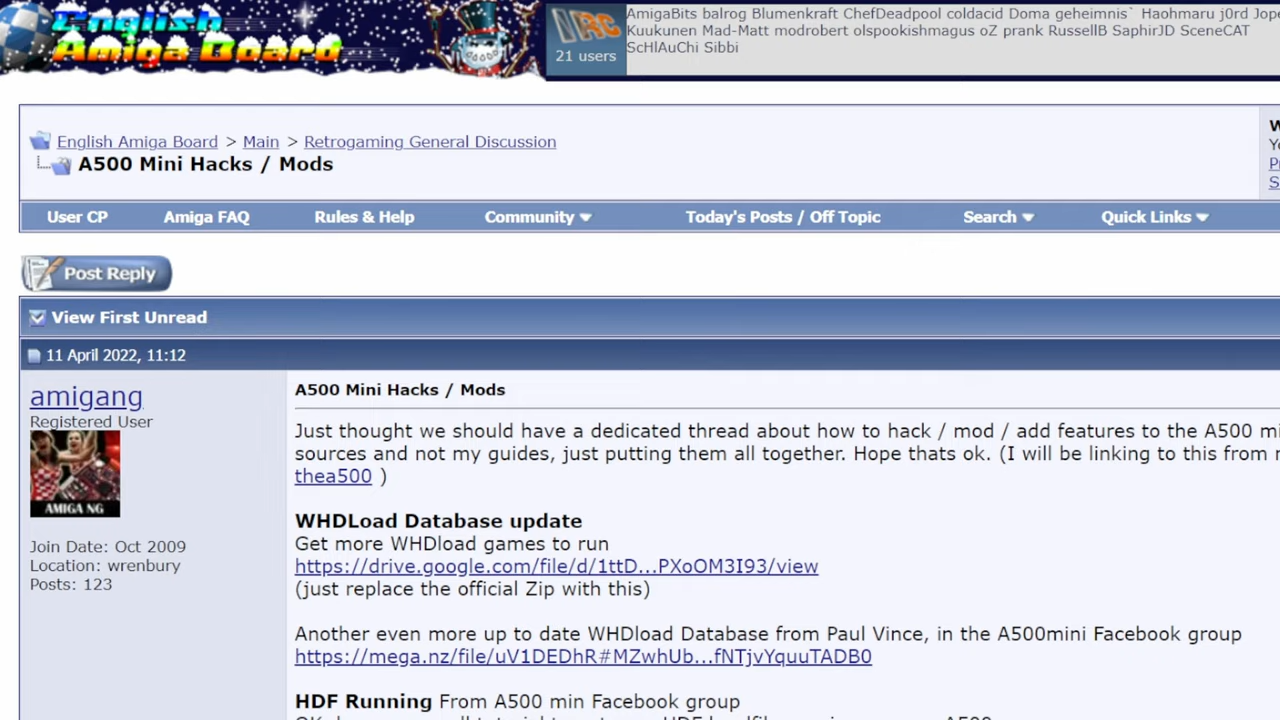 English
Amiga Board
IRC
21 users
AmigaBits balrog Blumenkraft ChefDeadpool coldacid Doma geheimnis` Haohmaru j0rd
Kuukunen Mad-Matt modrobert olspookishmagus oZ prank RussellB SaphirJD SceneCAT
ScHlAuChi Sibbi
English Amiga Board > Main > Retrogaming General Discussion
A500 Mini Hacks / Mods
User CP Amiga FAQ Rules & Help Community Today's Posts / Off Topic Search Quick Links
Post Reply
View First Unread
11 April 2022, 11:12
amigang
Registered User
AMIGA NG
Join Date: Oct 2009
Location: wrenbury
Posts: 123
A500 Mini Hacks / Mods
Just thought we should have a dedicated thread about how to hack / mod / add features to the A500
sources and not my guides, just putting them all together. Hope thats ok. (I will be linking to this from
thea500 )
WHDLoad Database update
Get more WHDload games to run
https://drive.google.com/file/d/1ttD...PXoOM3I93/view
(just replace the official Zip with this)
Another even more up to date WHDload Database from Paul Vince, in the A500mini Facebook group
https://mega.nz/file/uV1DEDhR#MZwhUb...fNTjvYquuTADB0
HDF Running From A500 min Facebook group